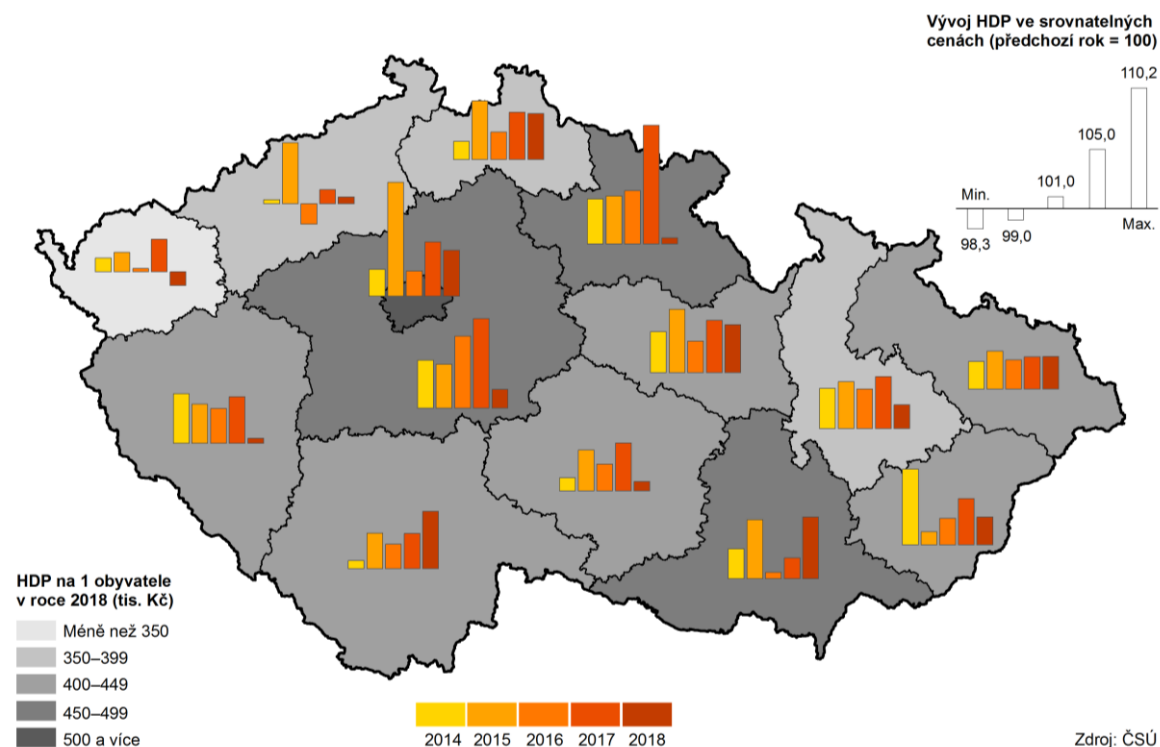 Vývoj HDP ve srovnatelných
cenách (předchozí rok = 100)
110,2
105,0
101,0
Min.
Max.
98,3
99,0
HDP na 1 obyvatele
v roce 2018 (tis. Kč)
Méně než 350
350–399
400–449
450–499
500 a více
2014 2015 2016 2017 2018
Zdroj: ČSÚ